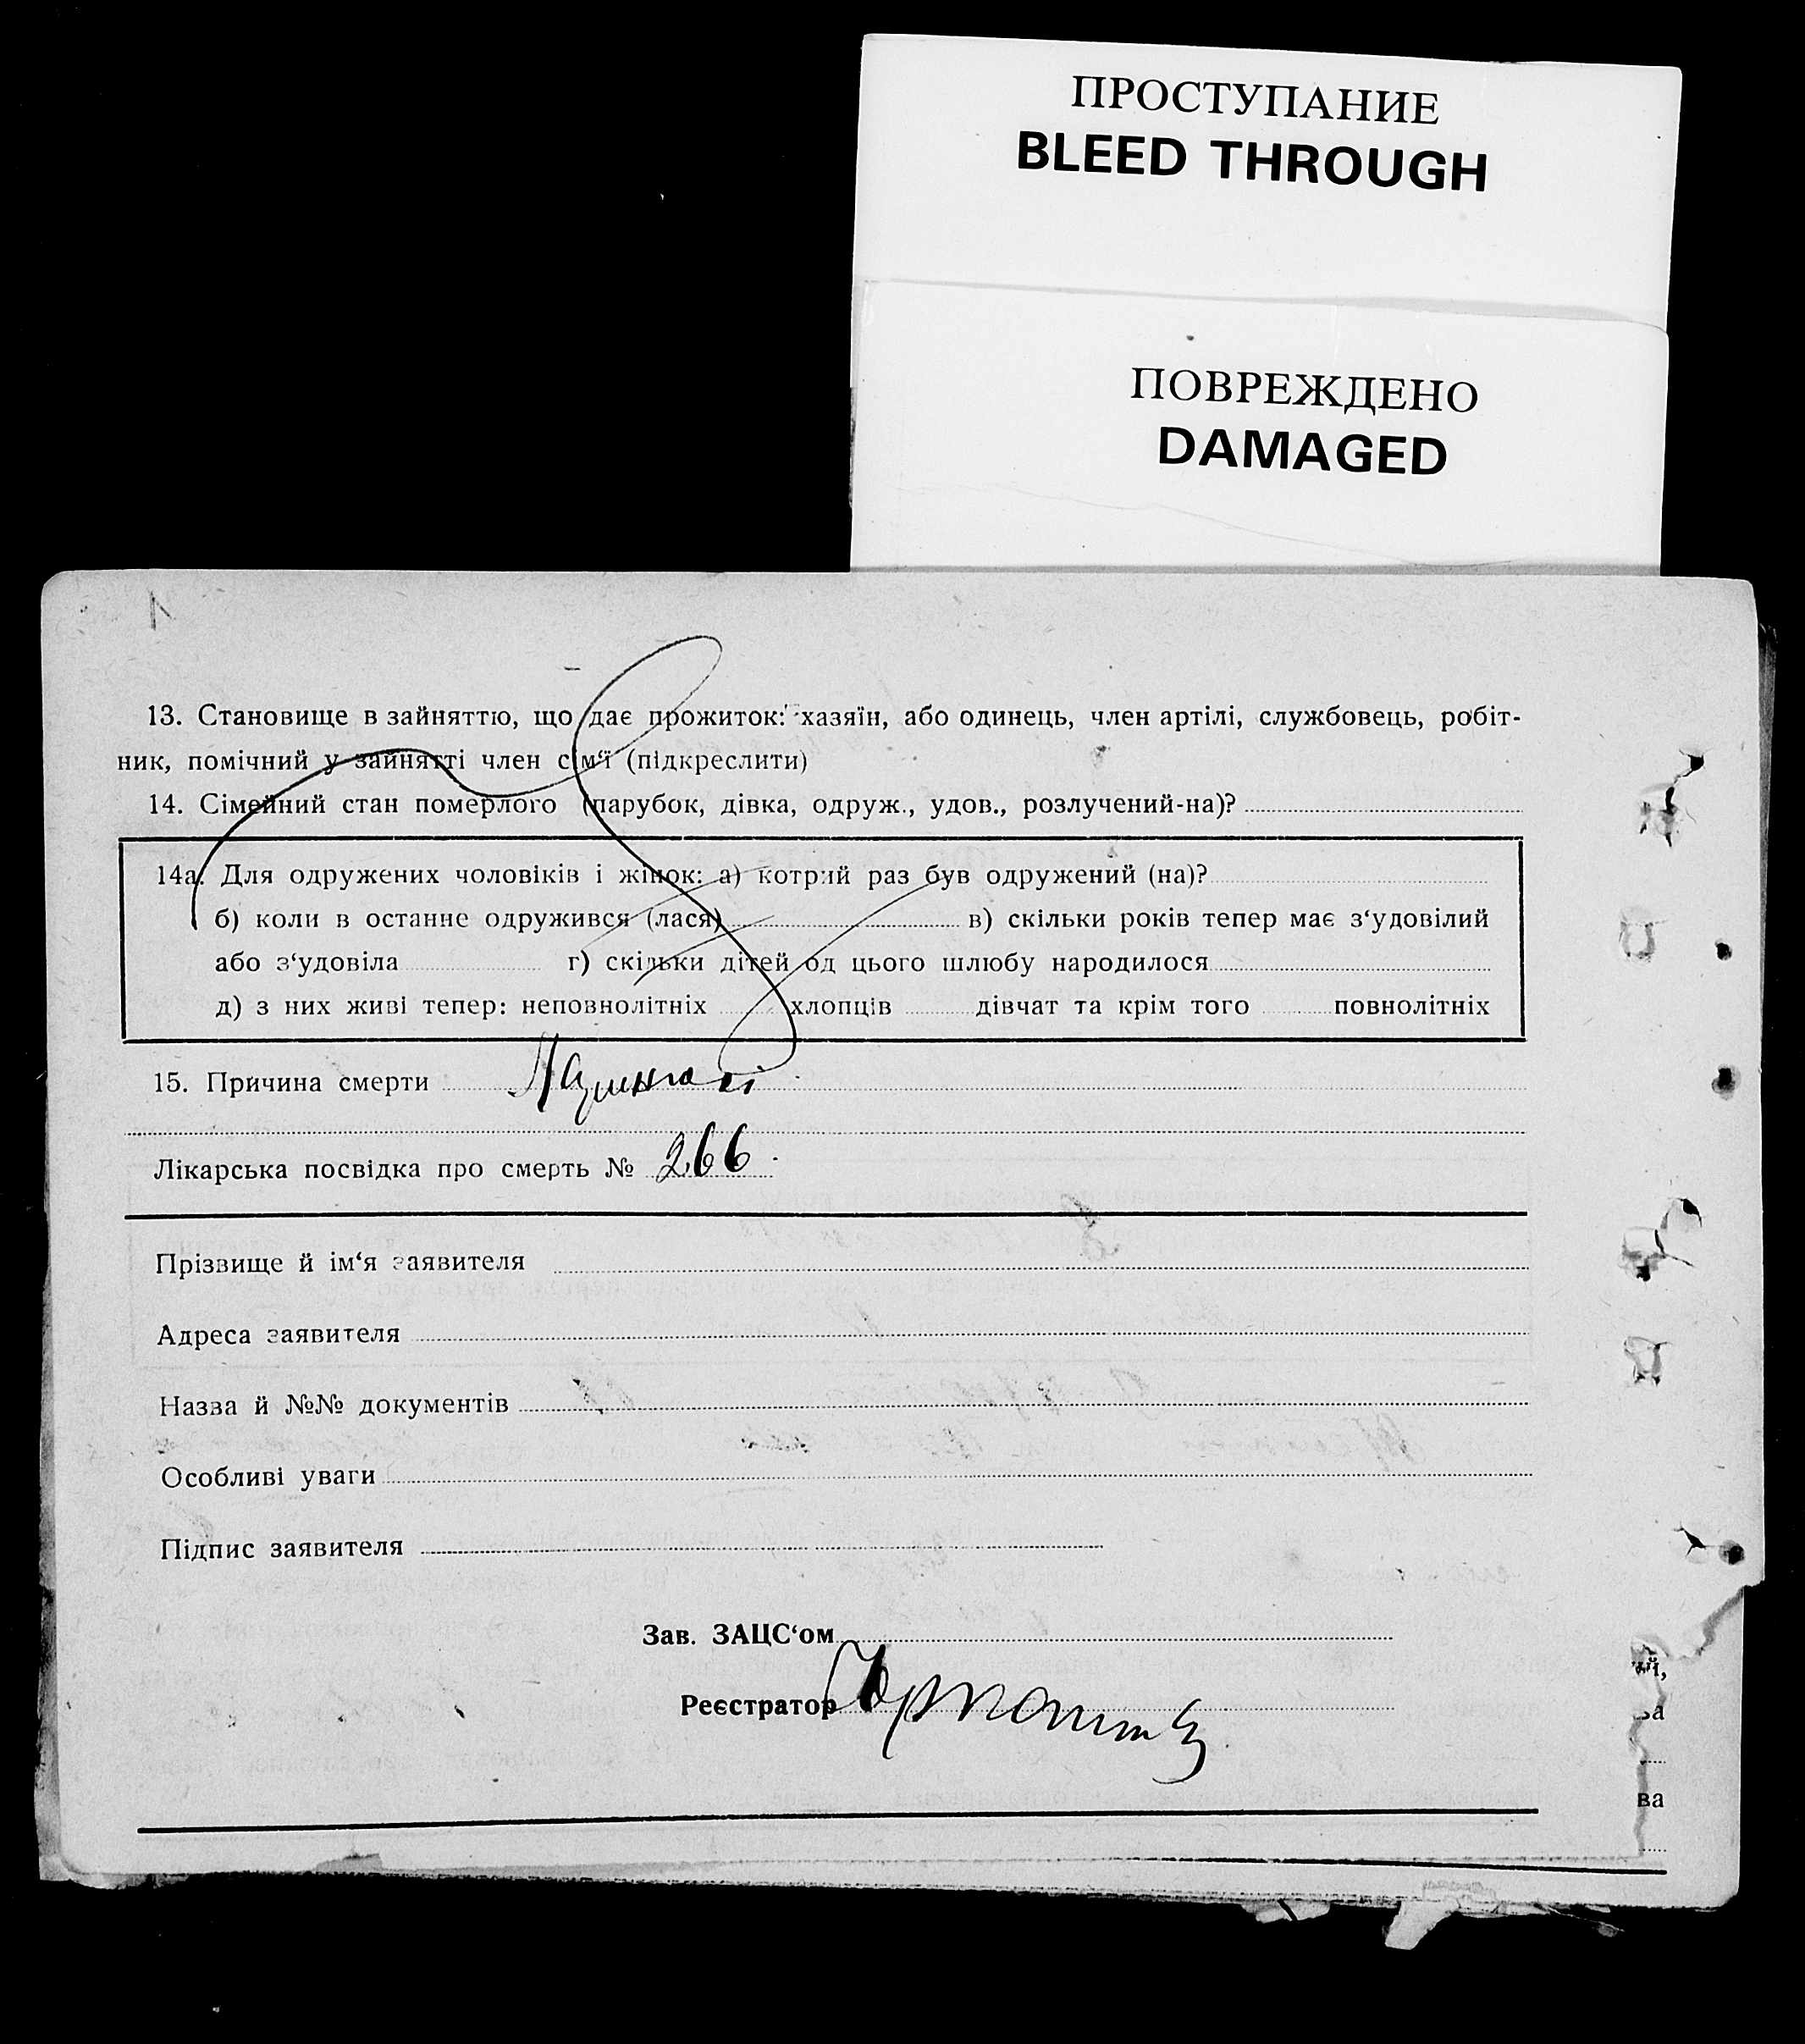 ПРОСТУПАНИЕ
BLEED THROUGH
ПОВРЕЖДЕНО
DAMAGED
13. Становище в зайняттю, що дає прожиток: хазяїн, або одинець, член артілі, службовець, робіт-
ник, помічний у зайнятті член сім‘ї (підкреслити)
14. Сімейний стан померлого (парубок, дівка, одруж., удов., розлучений-на)?
14а. Для одружених чоловіків і жінок: а) котрий раз був одружений (на)?
б) коли в останнє одружився (лася) в) скільки років тепер має з‘удовілий
або з‘удовіла г) скільки дітей од цього шлюбу народилося
д) з них живі тепер: неповнолітніх хлопців дівчат та крім того повнолітніх
15. Причина смерти
Лікарська посвідка про смерть № 266
Прізвище й ім‘я заявителя
Адреса заявителя
Назва й №№ документів
Особливі уваги
Підпис заявителя
Зав. ЗАЦС‘ом
Реєстратор
ва